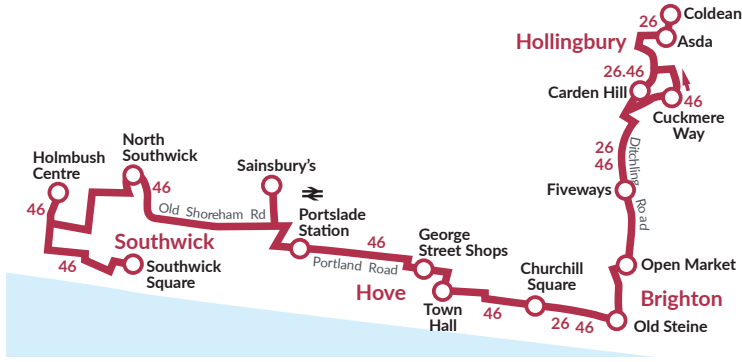 Coldean
26
Asda
Hollingbury
26.46
Carden Hill
46
Cuckmere
Way
26
46
Ditchling Road
Fiveways
North
Southwick
Holmbush
Centre
Sainsbury's
46
46
Old Shoreham Rd
Portslade
Station
Southwick
46
George
Street Shops
46
Southwick
Square
Portland Road
Churchill
Square
Open Market
Hove
Brighton
Town
Hall
46
26 46
Old Steine